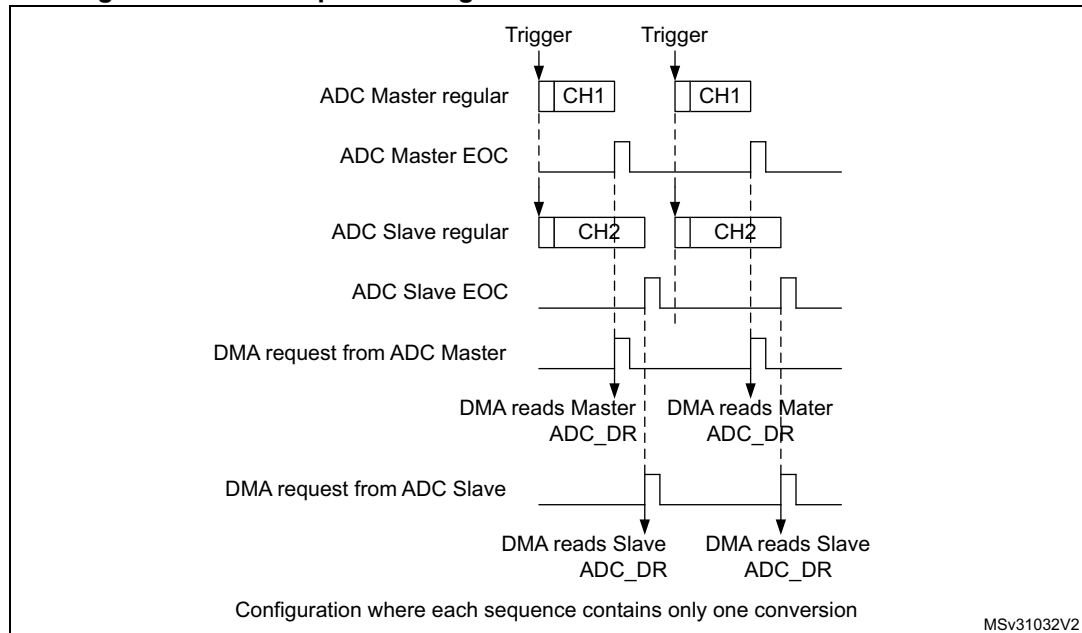 Trigger Trigger
ADC Master regular CH1 CH1
ADC Master EOC
ADC Slave regular CH2 CH2
ADC Slave EOC
DMA request from ADC Master
DMA reads Master DMA reads Mater
ADC_DR ADC_DR
DMA request from ADC Slave
DMA reads Slave DMA reads Slave
ADC_DR ADC_DR
Configuration where each sequence contains only one conversion
MSv31032V2